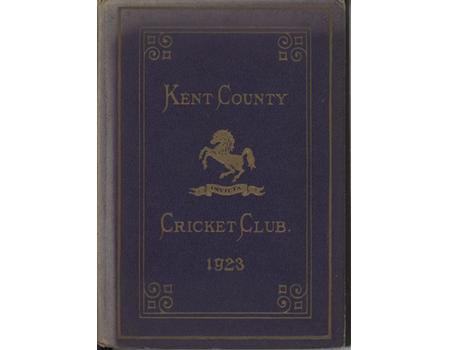 KENT COUNTY
INVICTA
CRICKET CLUB.
1923